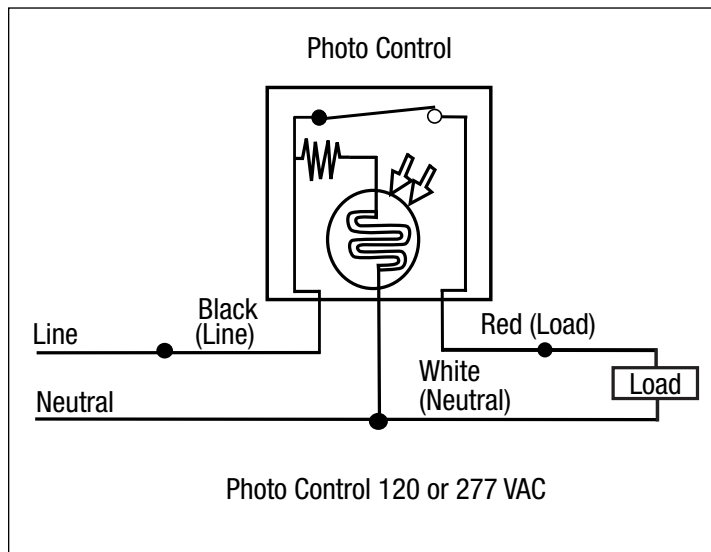 Photo Control
Black
(Line)
Line
Red (Load)
White
(Neutral)
Load
Neutral
Photo Control 120 or 277 VAC